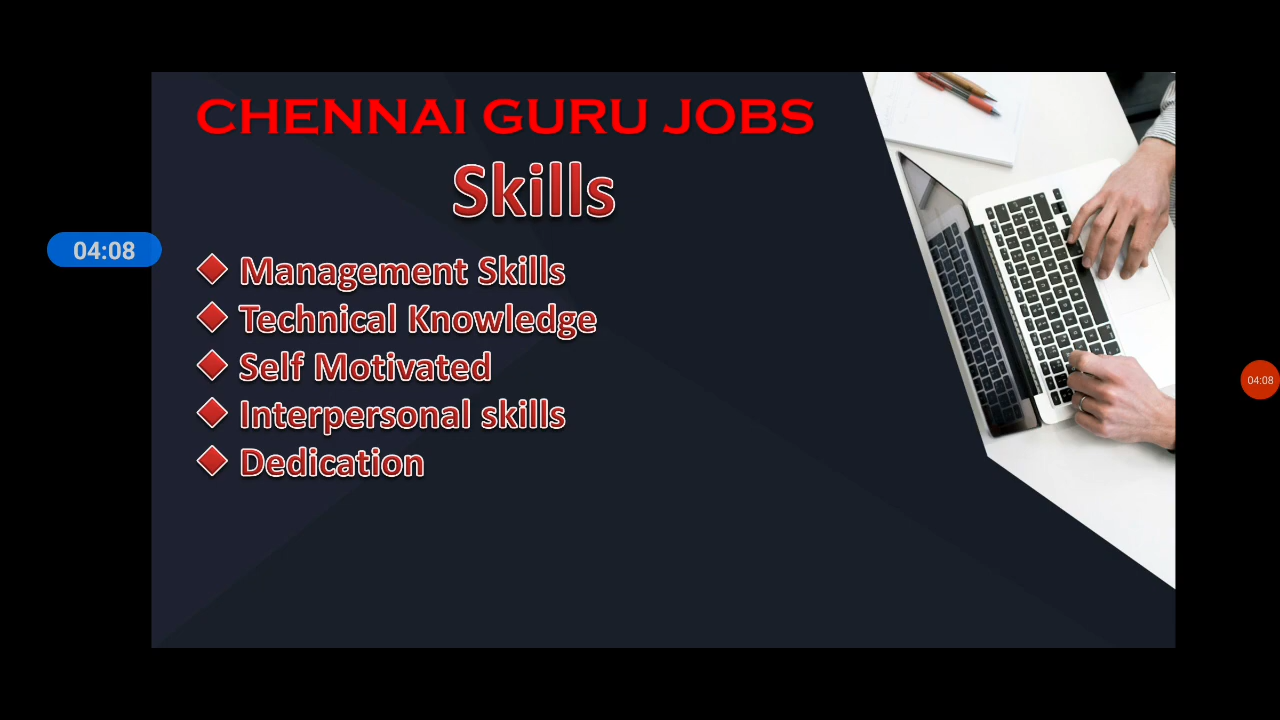 CHENNAI GURU JOBS
Skills
04:08
Management Skills
Technical Knowledge
Self Motivated
Interpersonal skills
Dedication
04:08